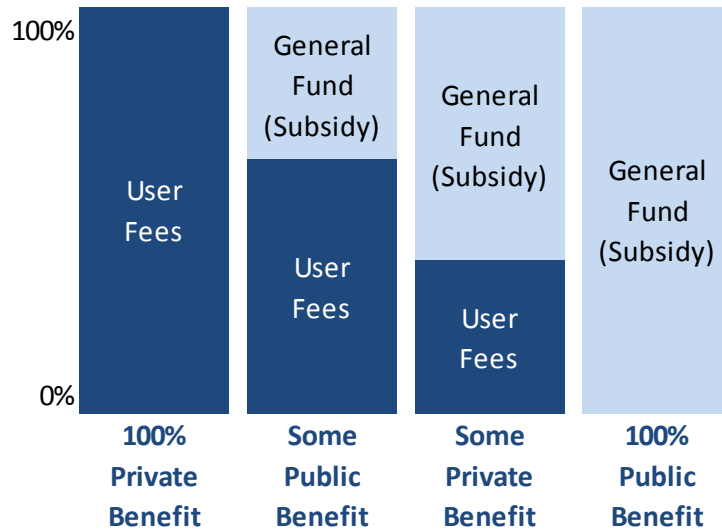 100%
0%
User
Fees
General
Fund
(Subsidy)
User
Fees
General
Fund
(Subsidy)
User
Fees
General
Fund
(Subsidy)
100%
Private
Benefit
Some
Public
Benefit
Some
Private
Benefit
100%
Public
Benefit